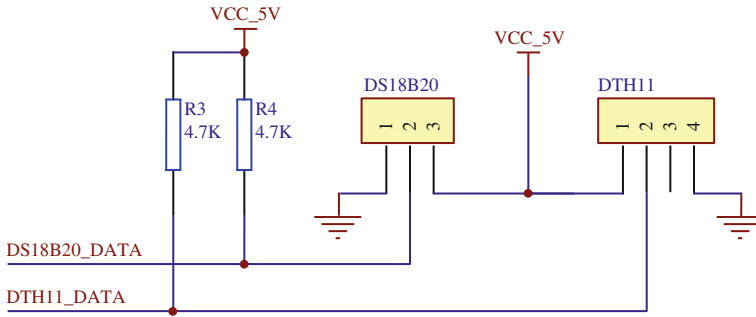 VCC_5V
VCC_5V
DS18B20
DTH11
R3
4.7K
R4
4.7K
1 2 3
1 2 3 4
DS18B20_DATA
DTH11_DATA